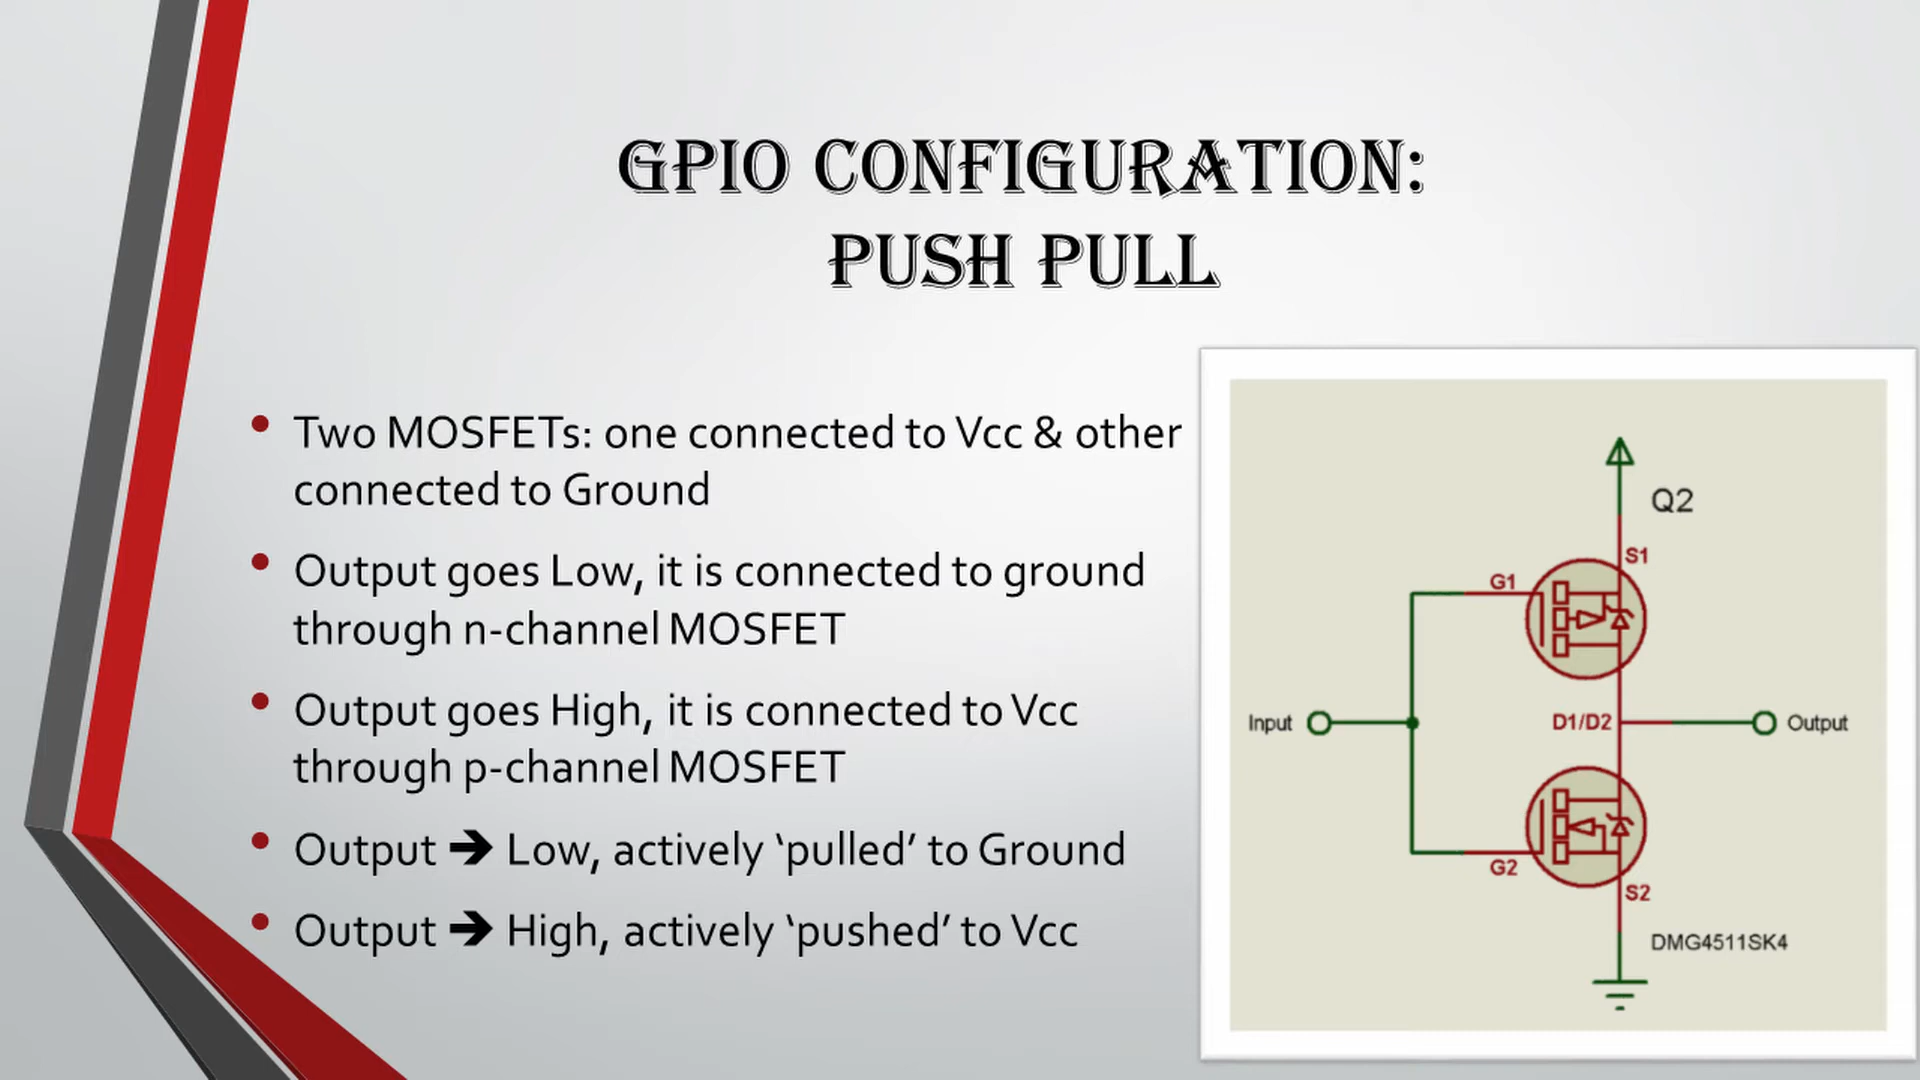 GPIO CONFIGURATION:
PUSH PULL
• Two MOSFETs: one connected to Vcc & other
connected to Ground
• Output goes Low, it is connected to ground
through n-channel MOSFET
• Output goes High, it is connected to Vcc
through p-channel MOSFET
• Output ➔ Low, actively ‘pulled’ to Ground
• Output ➔ High, actively ‘pushed’ to Vcc
Q2
S1
G1
Input
D1/D2
Output
G2
S2
DMG4511SK4